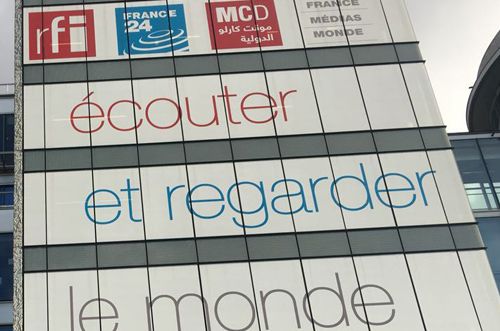 rfi
FRANCE
24
MCD
مونت كارلو
الدولية
FRANCE
MÉDIAS
MONDE
écouter
et regarder
le monde